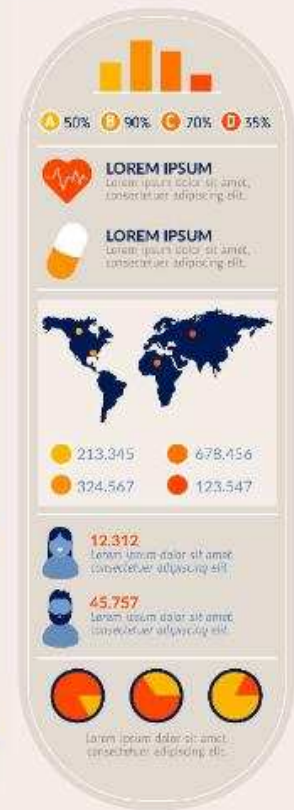 A 50% B 90% C 70% D 35%
LOREM IPSUM
Lorem ipsum dolor sit amet,
consectetuer adipiscing elit.
LOREM IPSUM
Lorem ipsum dolor sit amet,
consectetuer adipiscing elit.
213.345 678.456
324.567 123.547
12.312
Lorem ipsum dolor sit amet
consectetuer adipiscing elit
45.757
Lorem ipsum dolor sit amet
consectetuer adipiscing elit
Lorem ipsum dolor sit amet,
consectetuer adipiscing elit.